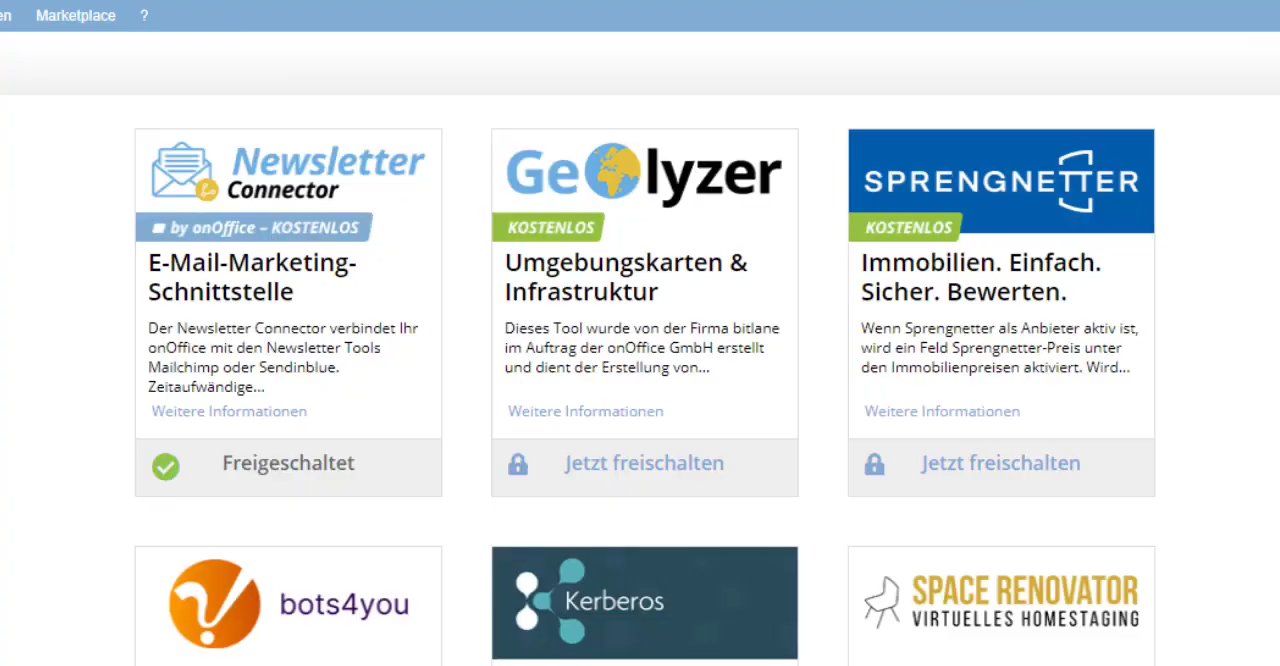 en Marketplace ?
Newsletter
Connector
by onOffice – KOSTENLOS
E-Mail-Marketing-
Schnittstelle
Der Newsletter Connector verbindet Ihr
onOffice mit den Newsletter Tools
Mailchimp oder Sendinblue.
Zeitaufwändige...
Weitere Informationen
Freigeschaltet
Geolyzer
KOSTENLOS
Umgebungskarten &
Infrastruktur
Dieses Tool wurde von der Firma bitlane
im Auftrag der onOffice GmbH erstellt
und dient der Erstellung von...
Weitere Informationen
Jetzt freischalten
SPRENGNETTER
KOSTENLOS
Immobilien. Einfach.
Sicher. Bewerten.
Wenn Sprengnetter als Anbieter aktiv ist,
wird ein Feld Sprengnetter-Preis unter
den Immobilienpreisen aktiviert. Wird...
Weitere Informationen
Jetzt freischalten
bots4you
Kerberos
SPACE RENOVATOR
VIRTUELLES HOMESTAGING